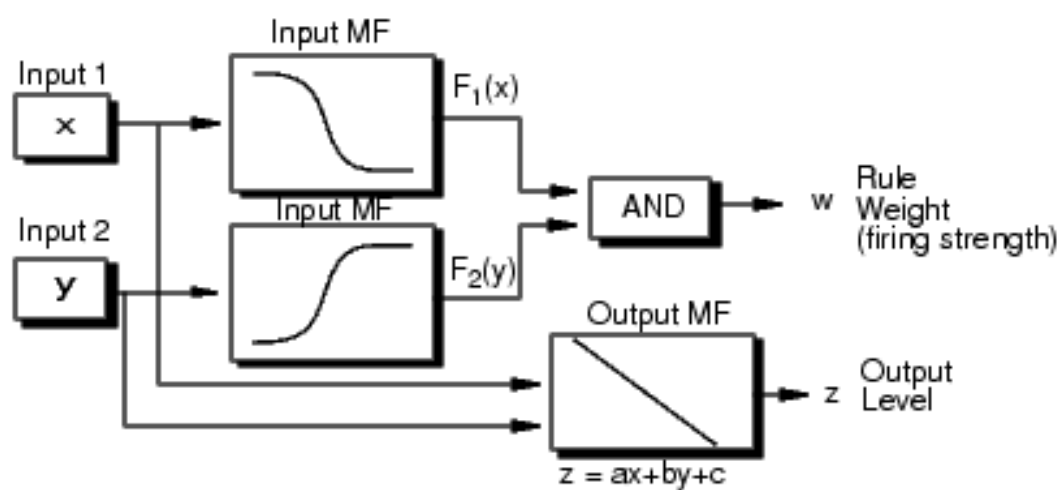 Input MF
Input 1
x
F1(x)
Input MF
AND
w
Rule
Weight
(firing strength)
Input 2
y
F2(y)
Output MF
z
Output
Level
z = ax+by+c